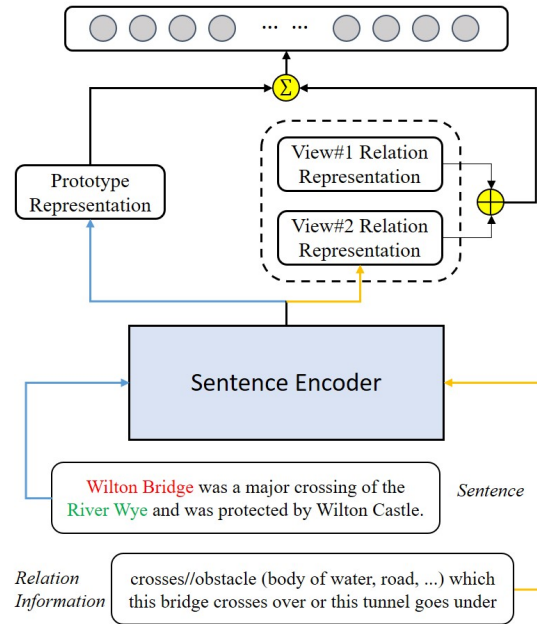 ... ...
Σ
Prototype
Representation
View#1 Relation
Representation
View#2 Relation
Representation
Sentence Encoder
Wilton Bridge was a major crossing of the
River Wye and was protected by Wilton Castle.
Sentence
Relation
Information
crosses//obstacle (body of water, road, ...) which
this bridge crosses over or this tunnel goes under